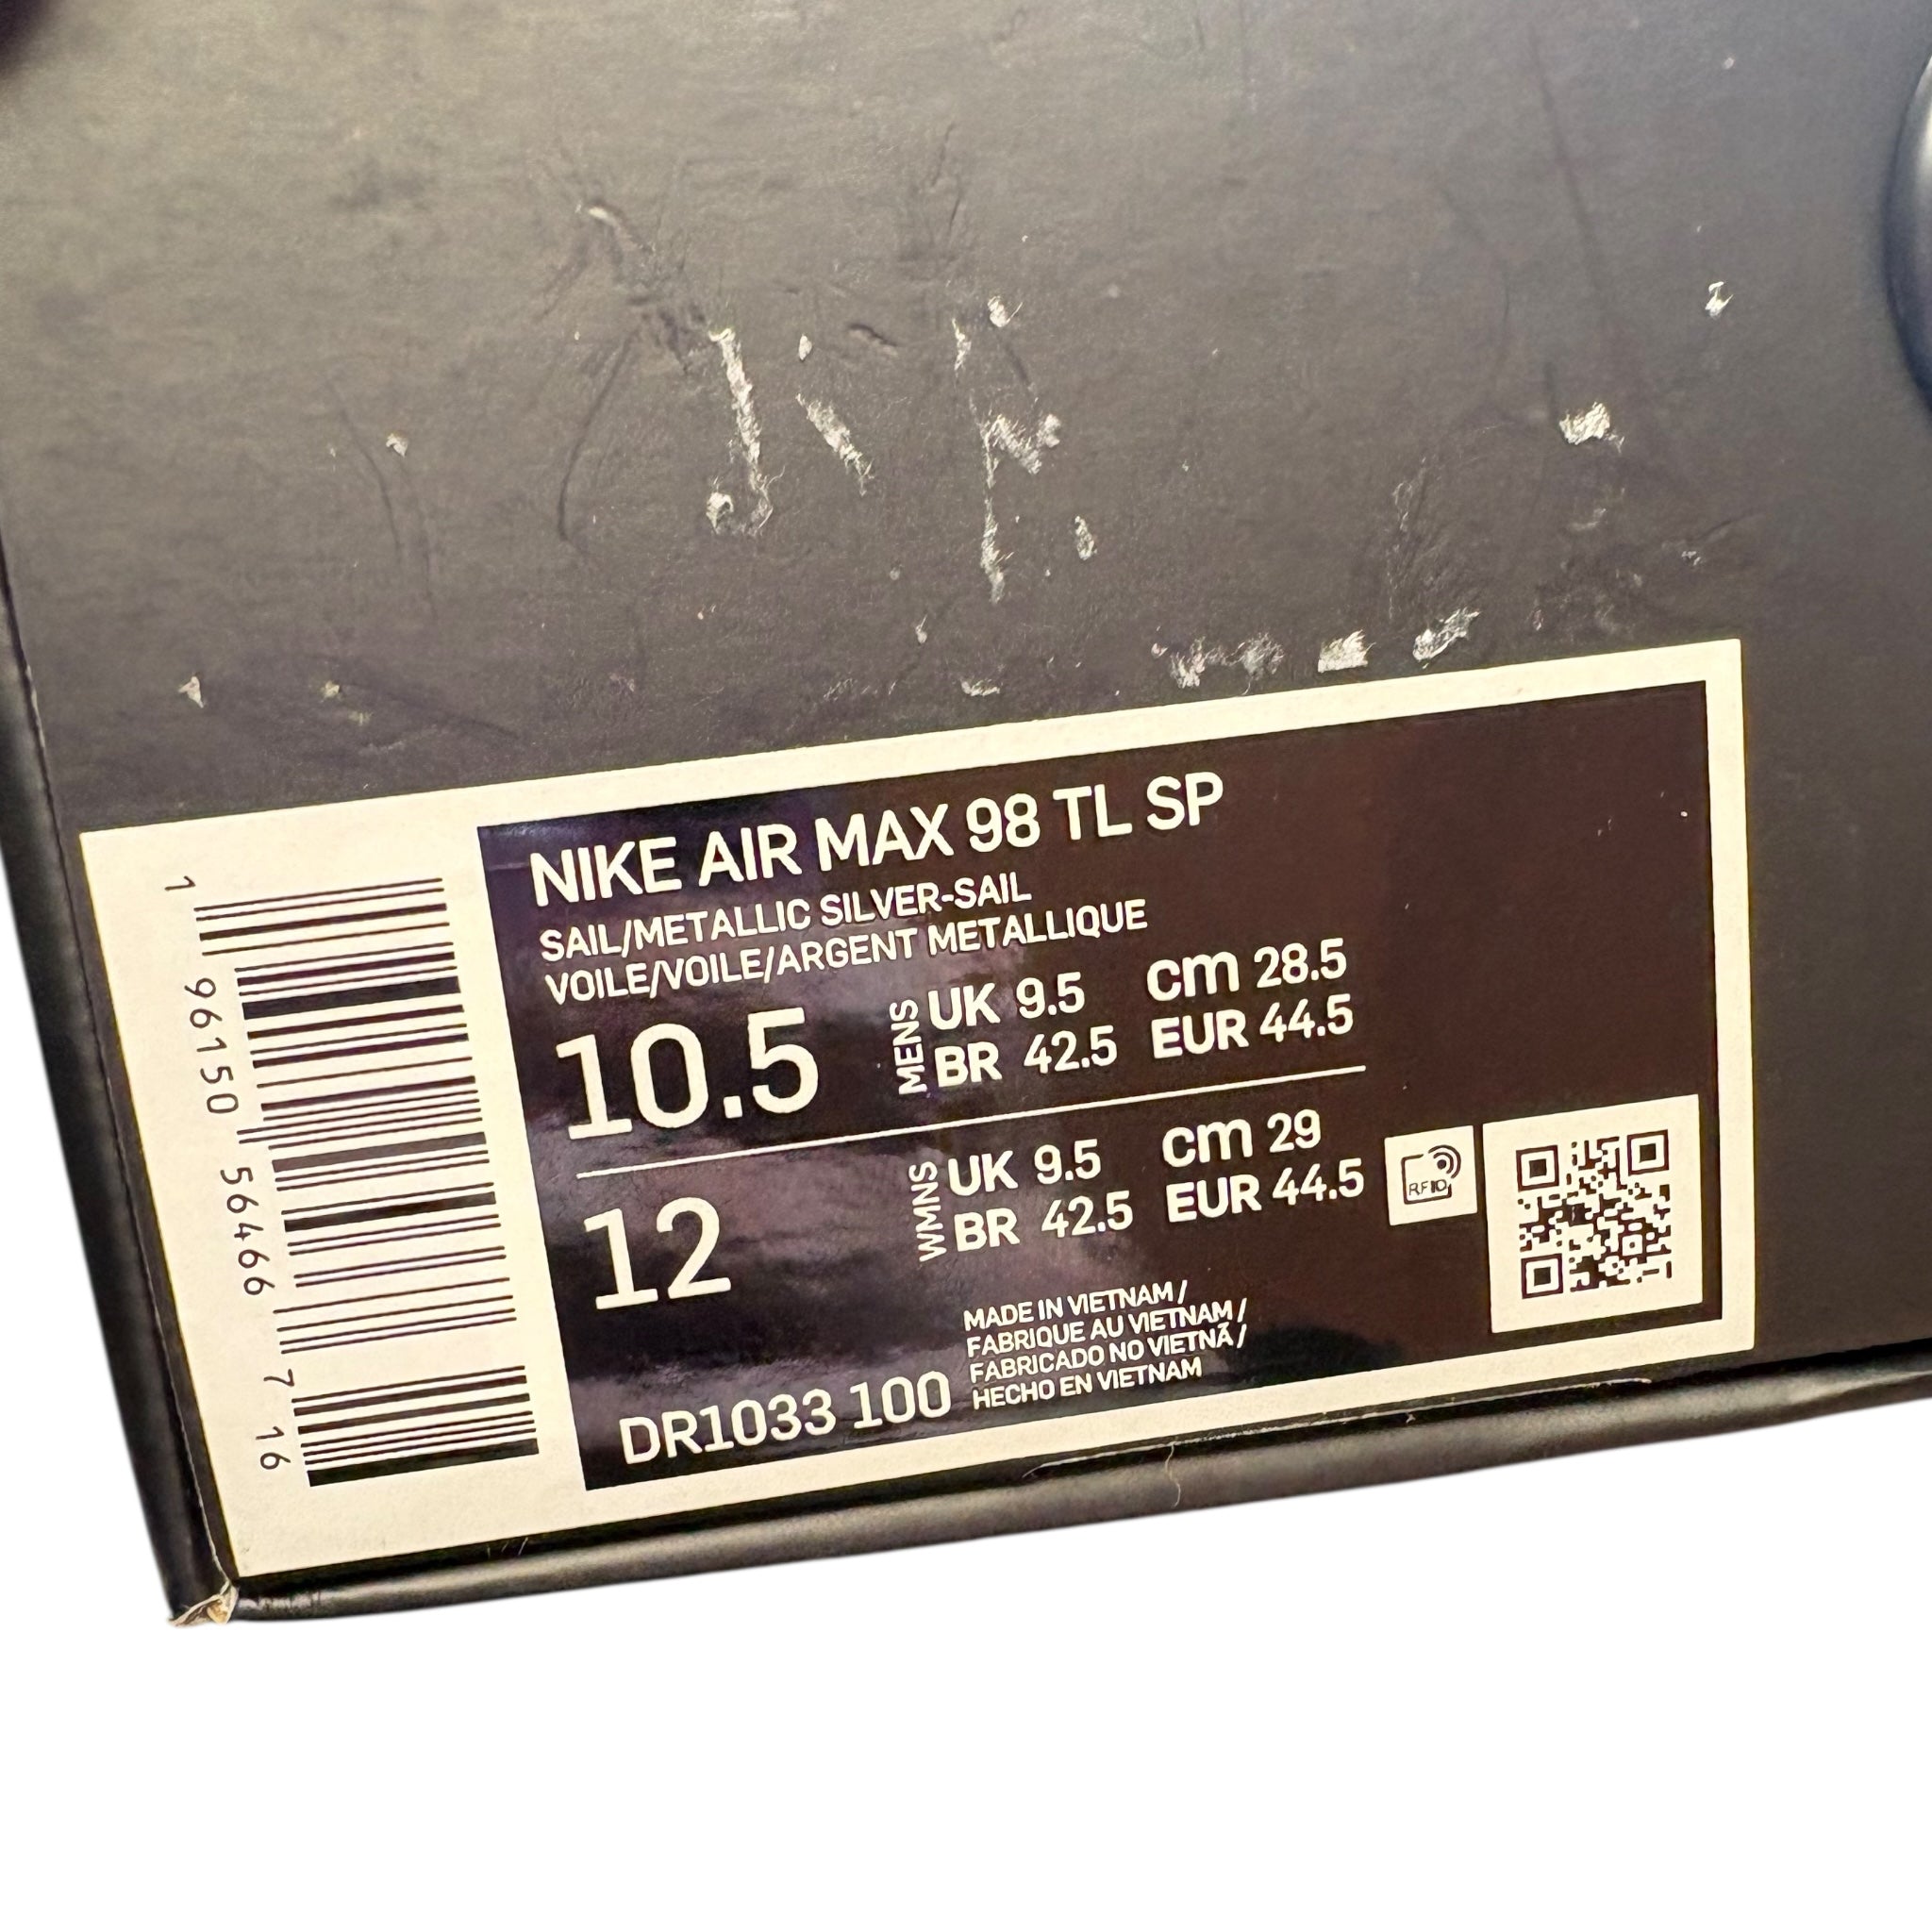 1 96150 56466 7 16
NIKE AIR MAX 98 TL SP
SAIL/METALLIC SILVER-SAIL
VOILE/VOILE/ARGENT METALLIQUE
10.5 MENS UK 9.5 cm 28.5
BR 42.5 EUR 44.5
12 WMNS UK 9.5 cm 29
BR 42.5 EUR 44.5
RFID
MADE IN VIETNAM /
FABRIQUE AU VIETNAM /
FABRICADO NO VIETNÃ /
HECHO EN VIETNAM
DR1033 100